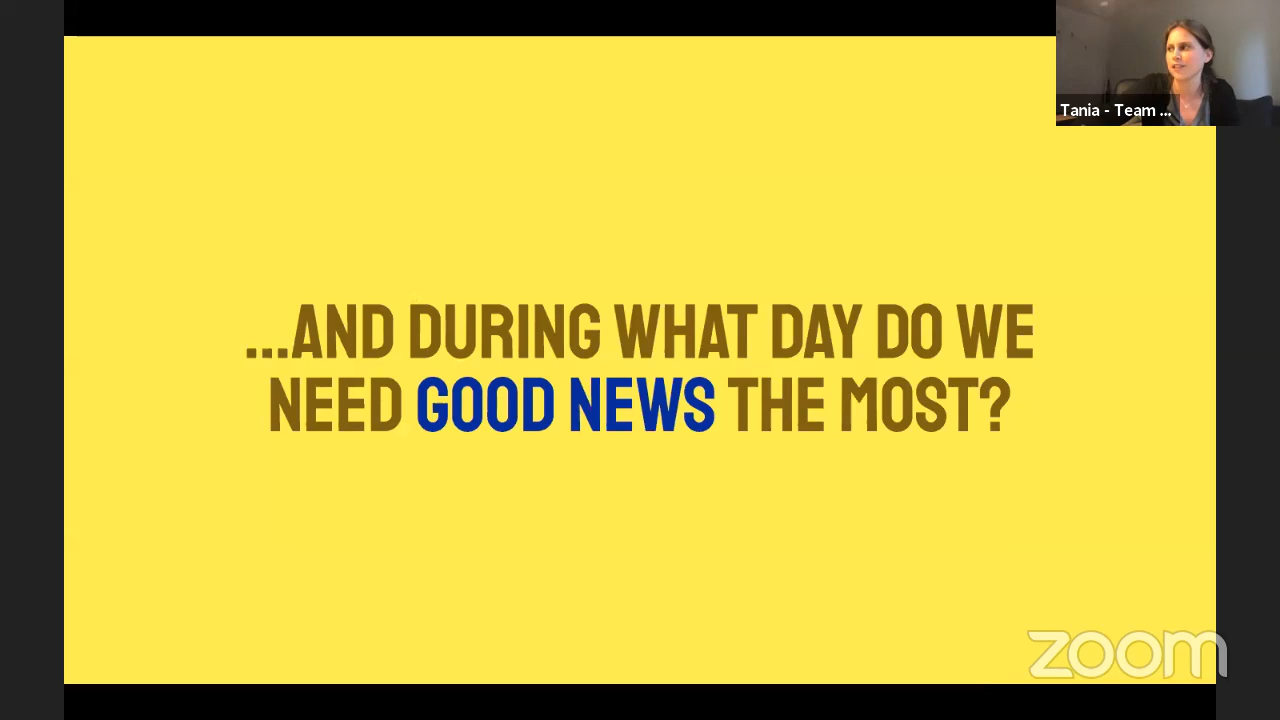 Tania - Team ...
...AND DURING WHAT DAY DO WE
NEED GOOD NEWS THE MOST?
zoom